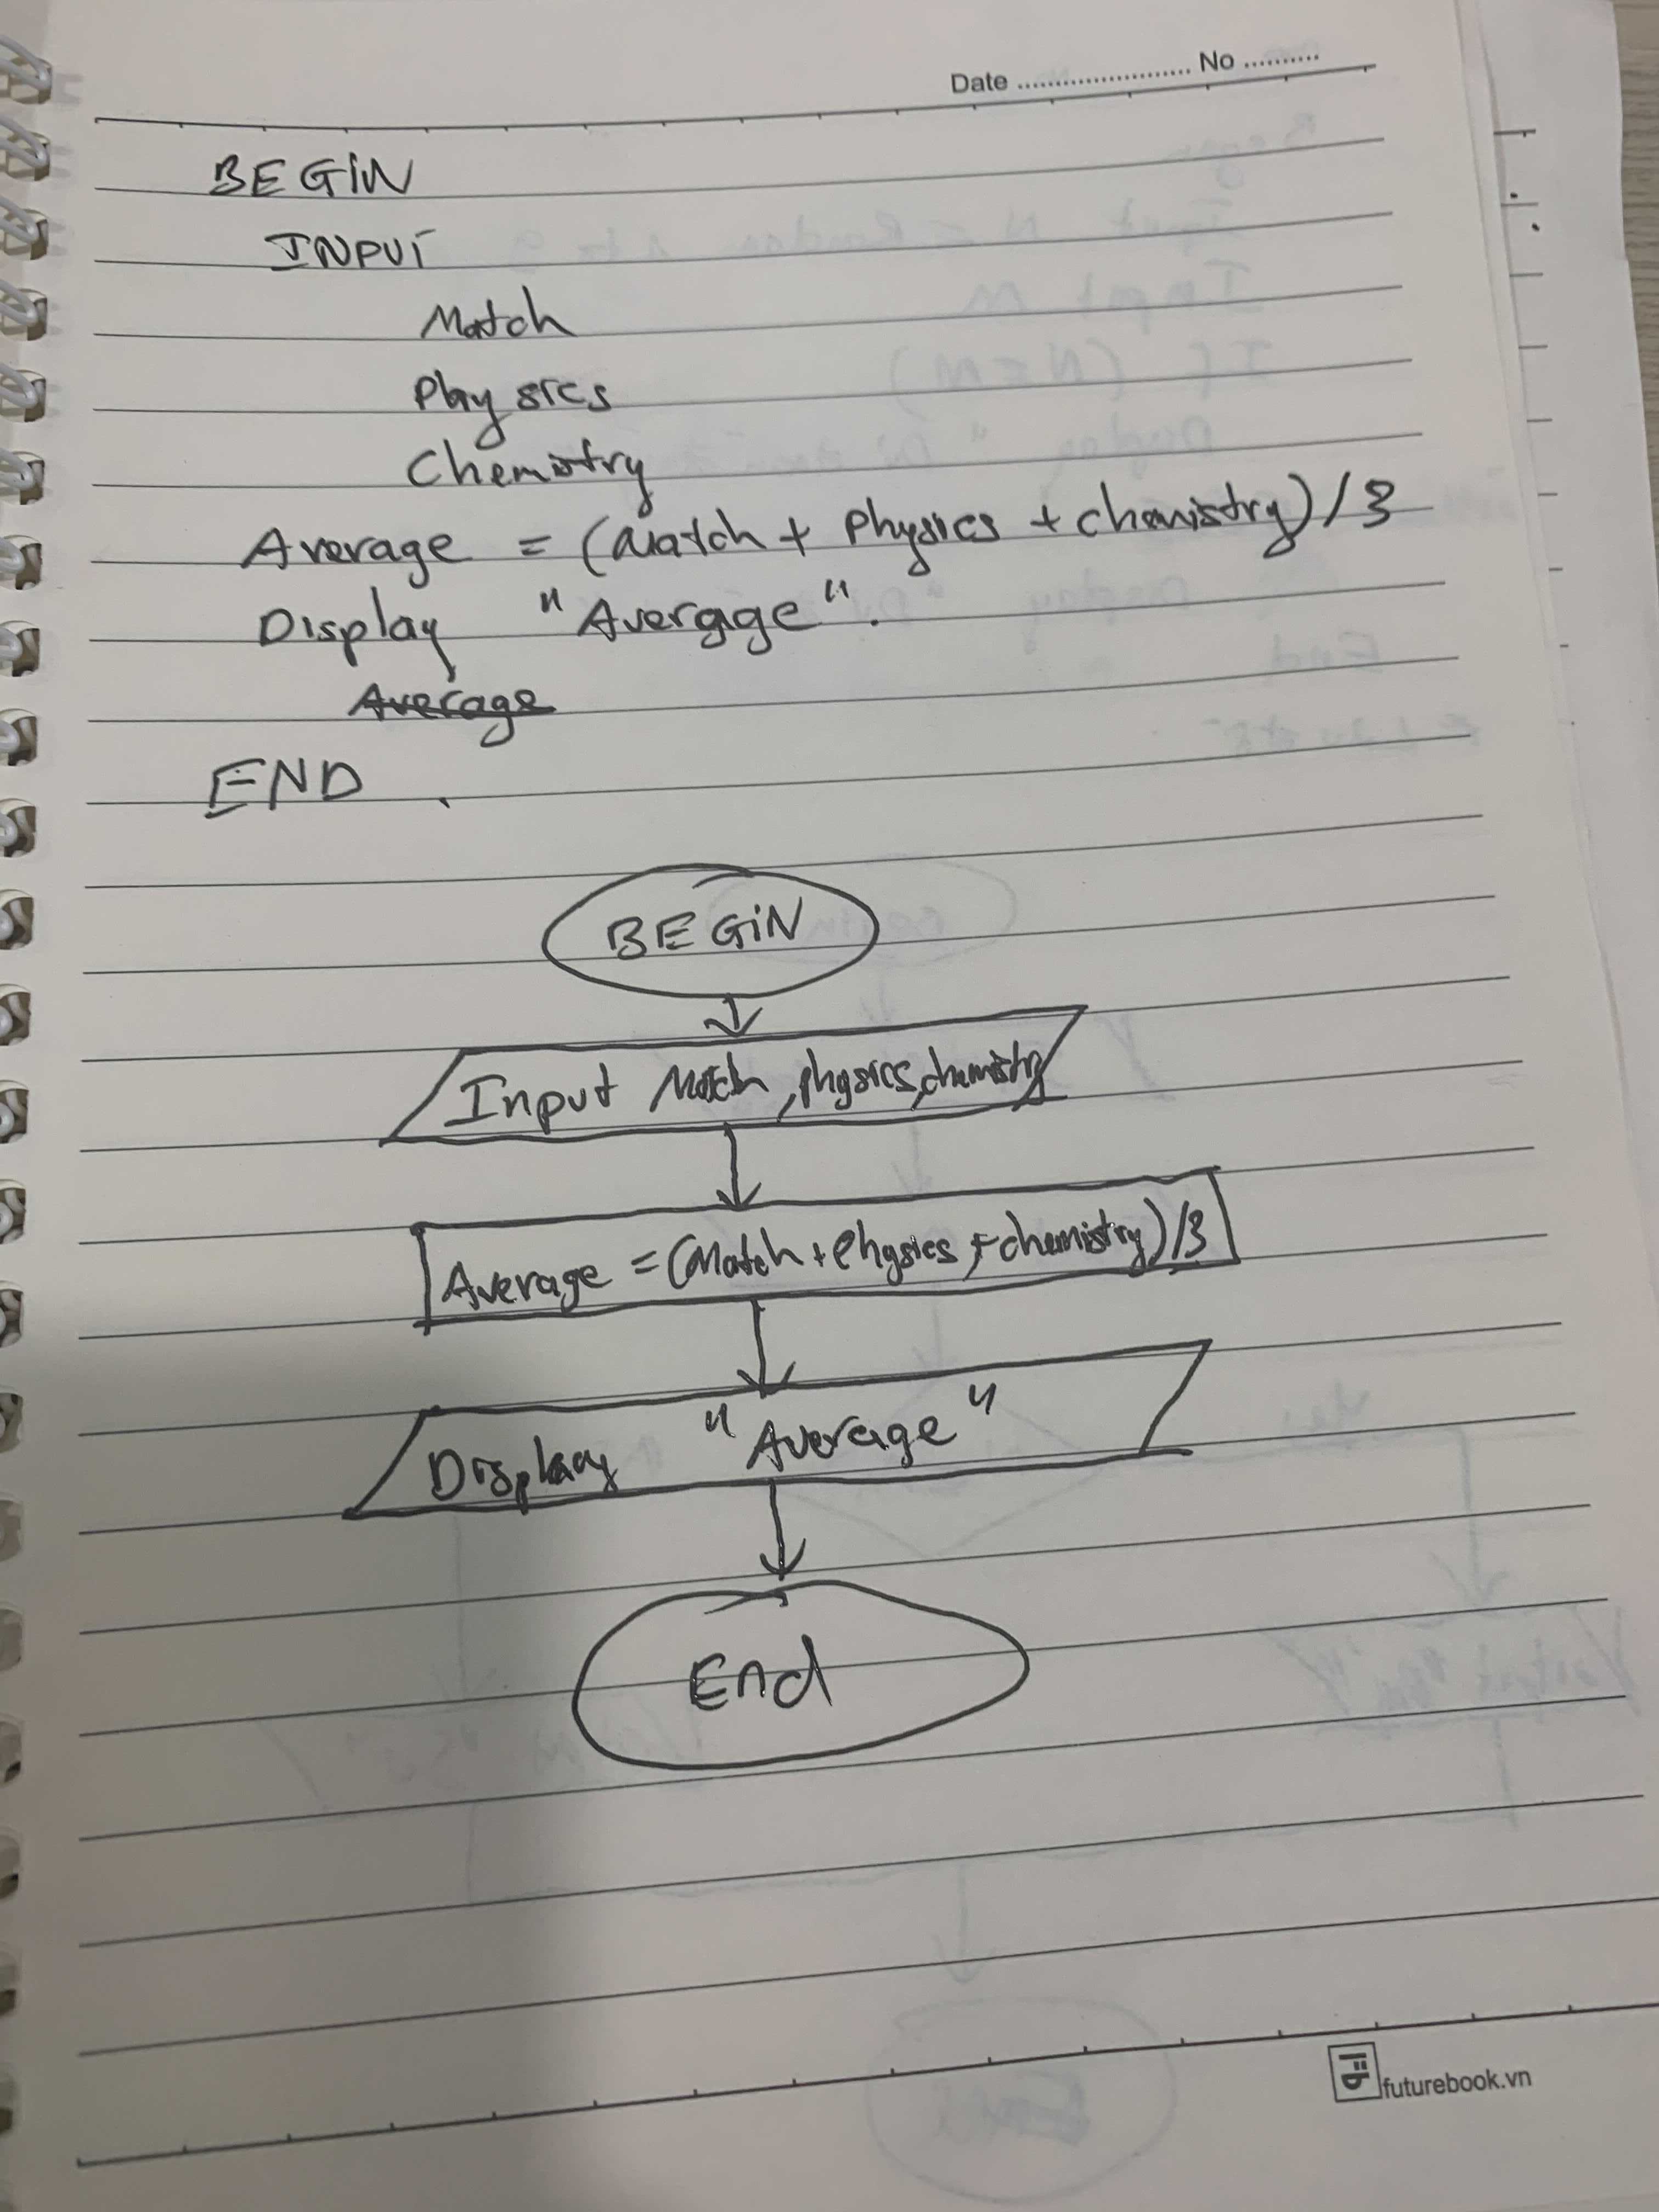 Date ........................ No ..........
BEGIN
INPUT
Match
Physics
Chemistry
Average = (Match + Physics + chemistry)/3
Display "Average".
Average
END
BEGIN
Input Match, physics, chemistry
Average = (Match + Physics + chemistry)/3
Display "Average"
End
futurebook.vn